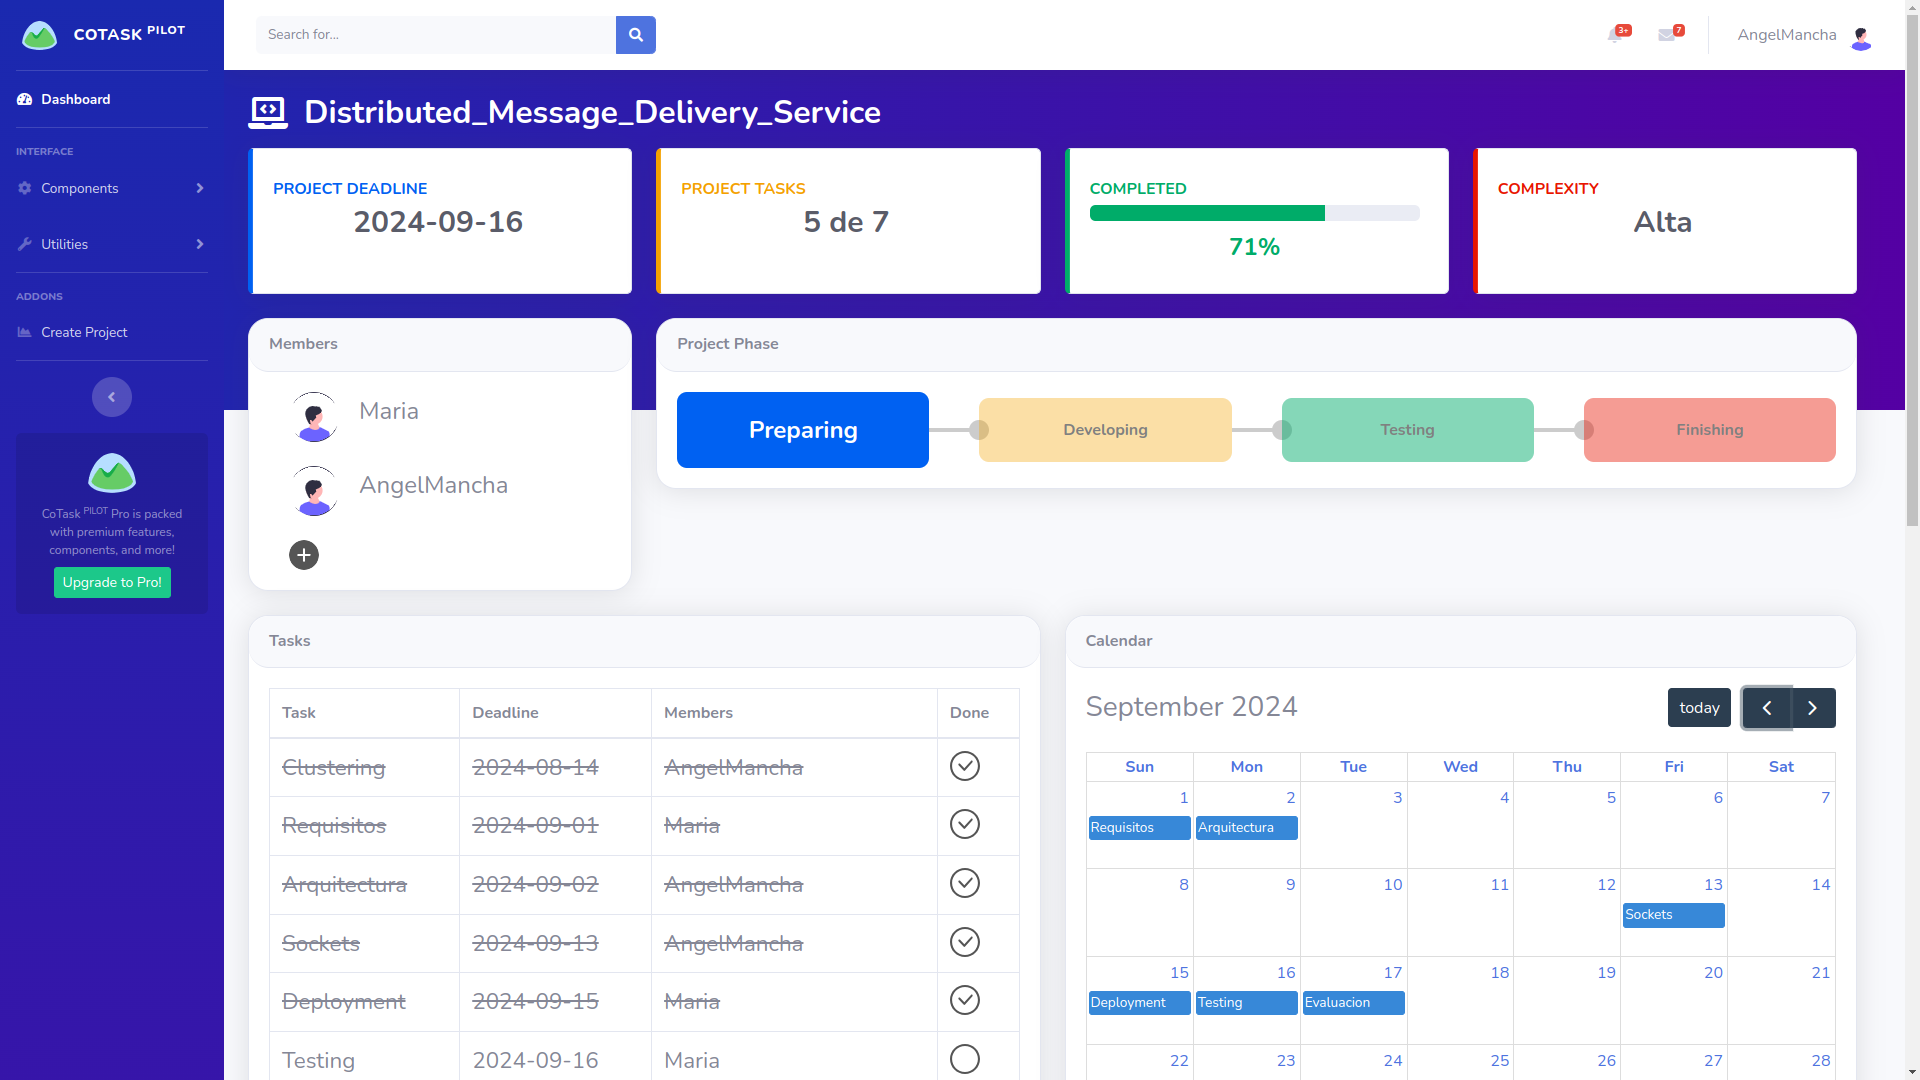 COTASK PILOT
Dashboard
INTERFACE
Components
Utilities
ADDONS
Create Project
CoTask PILOT Pro is packed
with premium features,
components, and more!
Upgrade to Pro!
Search for...
3+
7
AngelMancha
Distributed_Message_Delivery_Service
PROJECT DEADLINE
2024-09-16
PROJECT TASKS
5 de 7
COMPLETED
71%
COMPLEXITY
Alta
Members
Maria
AngelMancha
Project Phase
Preparing
Developing
Testing
Finishing
Tasks
Task Deadline Members Done
Clustering 2024-08-14 AngelMancha
Requisitos 2024-09-01 Maria
Arquitectura 2024-09-02 AngelMancha
Sockets 2024-09-13 AngelMancha
Deployment 2024-09-15 Maria
Testing 2024-09-16 Maria
Calendar
September 2024
today
Sun Mon Tue Wed Thu Fri Sat
1 2 3 4 5 6 7
Requisitos Arquitectura
8 9 10 11 12 13 14
Sockets
15 16 17 18 19 20 21
Deployment Testing Evaluacion
22 23 24 25 26 27 28